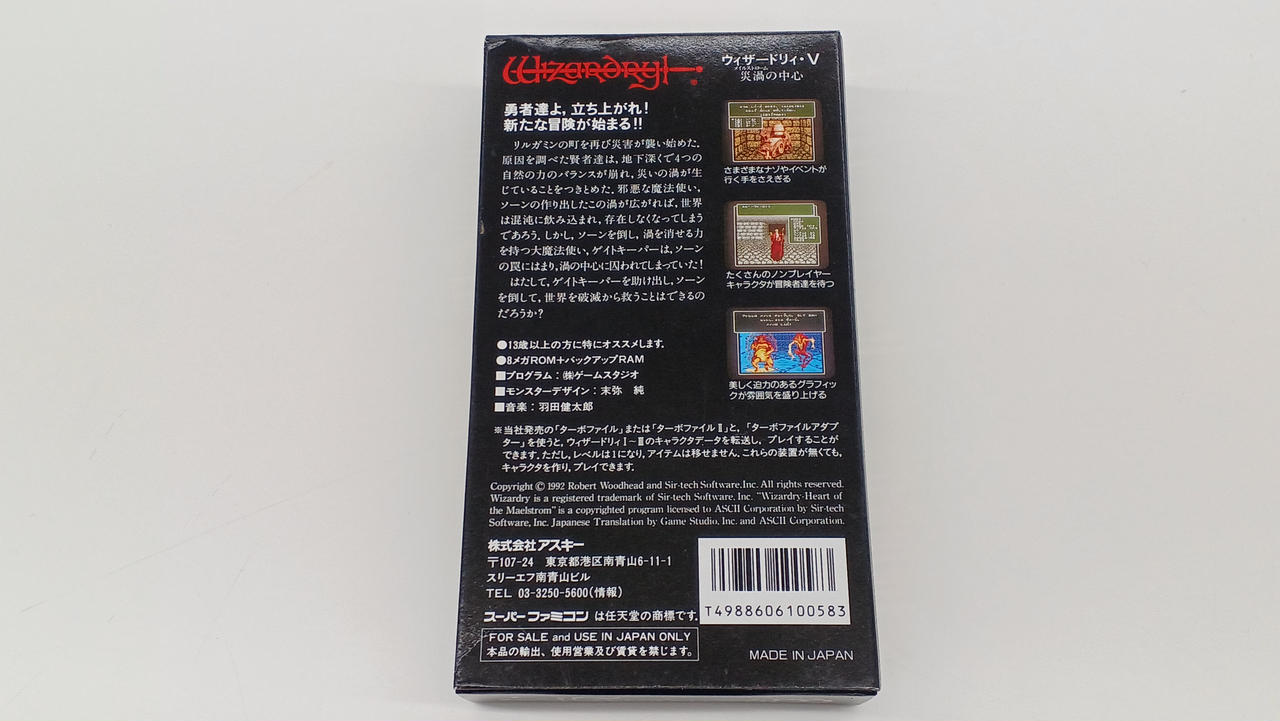 Wizardry
ウィザードリィ・V
メイルストローム
災渦の中心
勇者達よ,立ち上がれ!
新たな冒険が始まる!!
リルガミンの町を再び災害が襲い始めた.
原因を調べた賢者達は,地下深くで4つの
自然の力のバランスが崩れ,災いの渦が生
じていることをつきとめた.邪悪な魔法使い,
ソーンの作り出したこの渦が広がれば,世界
は混沌に飲み込まれ,存在しなくなってしまう
であろう.しかし,ソーンを倒し,渦を消せる力
を持つ大魔法使い,ゲイトキーパーは,ソーン
の罠にはまり,渦の中心に囚われてしまっていた!
はたして,ゲイトキーパーを助け出し,ソーン
を倒して,世界を破滅から救うことはできるの
だろうか?
さまざまなナゾやイベントが
行く手をさえぎる
たくさんのノンプレイヤー
キャラクタが冒険者達を待つ
美しく迫力のあるグラフィッ
クが雰囲気を盛り上げる
●13歳以上の方に特にオススメします.
●8メガROM+バックアップRAM
■プログラム:㈱ゲームスタジオ
■モンスターデザイン:末弥 純
■音楽:羽田健太郎
※当社発売の「ターボファイル」または「ターボファイルⅡ」と,「ターボファイルアダプ
ター」を使うと,ウィザードリィⅠ~Ⅲのキャラクタデータを転送し,プレイすることが
できます.ただし,レベルは1になり,アイテムは移せません.これらの装置が無くても,
キャラクタを作り,プレイできます.
Copyright © 1992 Robert Woodhead and Sir-tech Software,Inc. All rights reserved.
Wizardry is a registered trademark of Sir-tech Software, Inc. "Wizardry-Heart of
the Maelstrom" is a copyrighted program licensed to ASCII Corporation by Sir-tech
Software, Inc. Japanese Translation by Game Studio, Inc. and ASCII Corporation.
株式会社アスキー
〒107-24 東京都港区南青山6-11-1
スリーエフ南青山ビル
TEL 03-3250-5600(情報)
スーパーファミコン は任天堂の商標です.
T4988606100583
FOR SALE and USE IN JAPAN ONLY
本品の輸出、使用営業及び賃貸を禁じます。
MADE IN JAPAN